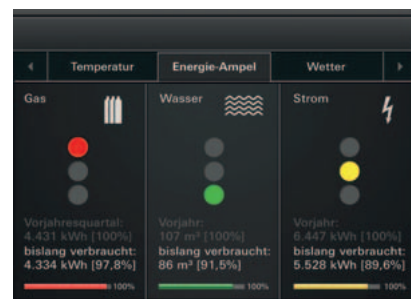 Temperatur Energie-Ampel Wetter
Gas
Vorjahresquartal:
4.431 kWh [100%]
bislang verbraucht:
4.334 kWh [97,8%]
100%
Wasser
Vorjahr:
107 m³ [100%]
bislang verbraucht:
86 m³ [91,5%]
100%
Strom
Vorjahr:
6.447 kWh [100%]
bislang verbraucht:
5.528 kWh [89,6%]
100%